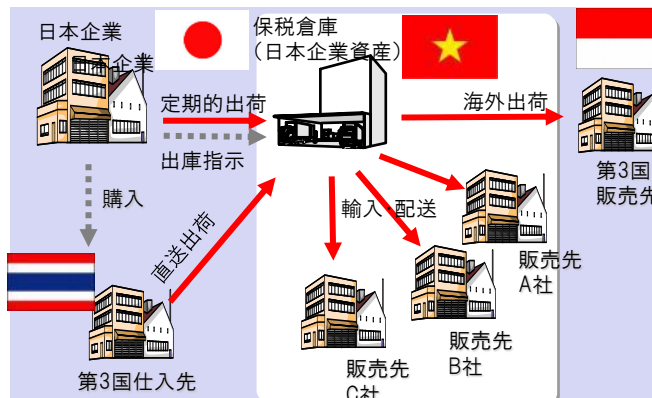 日本企業
日本企業
保税倉庫
（日本企業資産）
定期的出荷
出庫指示
海外出荷
購入
直送出荷
輸入・配送
第3国
販売先
販売先
A社
販売先
B社
販売先
C社
第3国仕入先